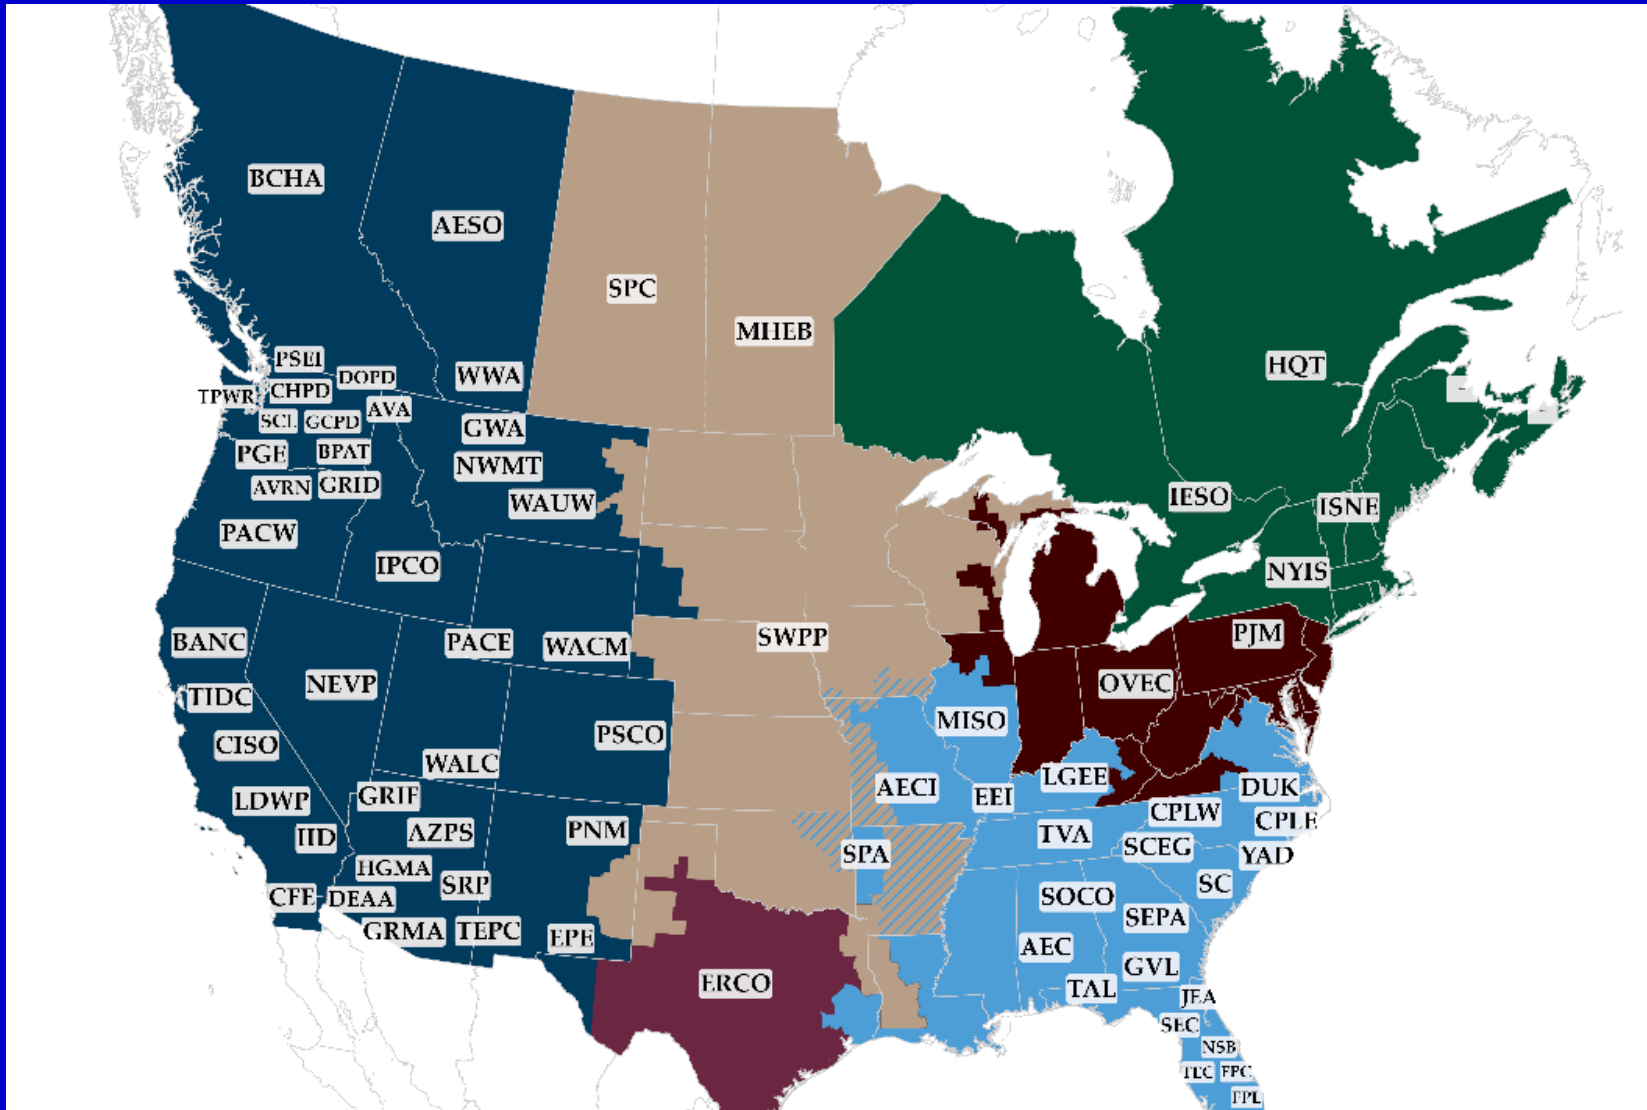 BCHA
AESO
SPC
MHEB
HQT
PSEI
DOPD
WWA
TPWR
CHPD
SCL
GCPD
AVA
GWA
PGE
BPAT
NWMT
AVRN
GRID
WAUW
IESO
ISNE
PACW
IPCO
NYIS
BANC
PACE
WACM
SWPP
PJM
NEVP
OVEC
TIDC
CISO
PSCO
MISO
WALC
LGEE
LDWP
GRIF
AECI
EEI
DUK
IID
AZPS
PNM
TVA
CPLW
CPLE
HGMA
SPA
SCEG
YAD
CFE
DEAA
SRP
SOCO
SC
GRMA
TEPC
EPE
AEC
SEPA
ERCO
TAL
GVL
JEA
SEC
NSB
TEC
FPC
FPL